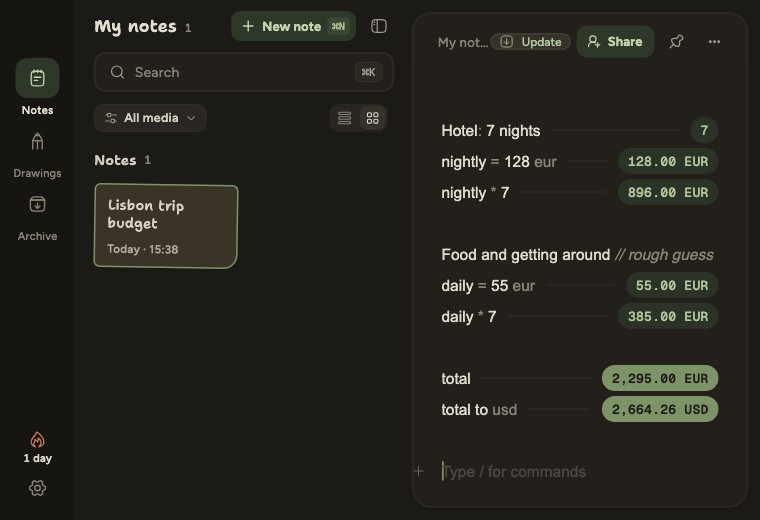 My notes 1
+ New note ⌘N
Search ⌘K
All media
Notes 1
Lisbon trip
budget
Today · 15:38
Notes
Drawings
Archive
1 day
My not... Update Share
Hotel: 7 nights 7
nightly = 128 eur 128.00 EUR
nightly * 7 896.00 EUR
Food and getting around // rough guess
daily = 55 eur 55.00 EUR
daily * 7 385.00 EUR
total 2,295.00 EUR
total to usd 2,664.26 USD
+ Type / for commands